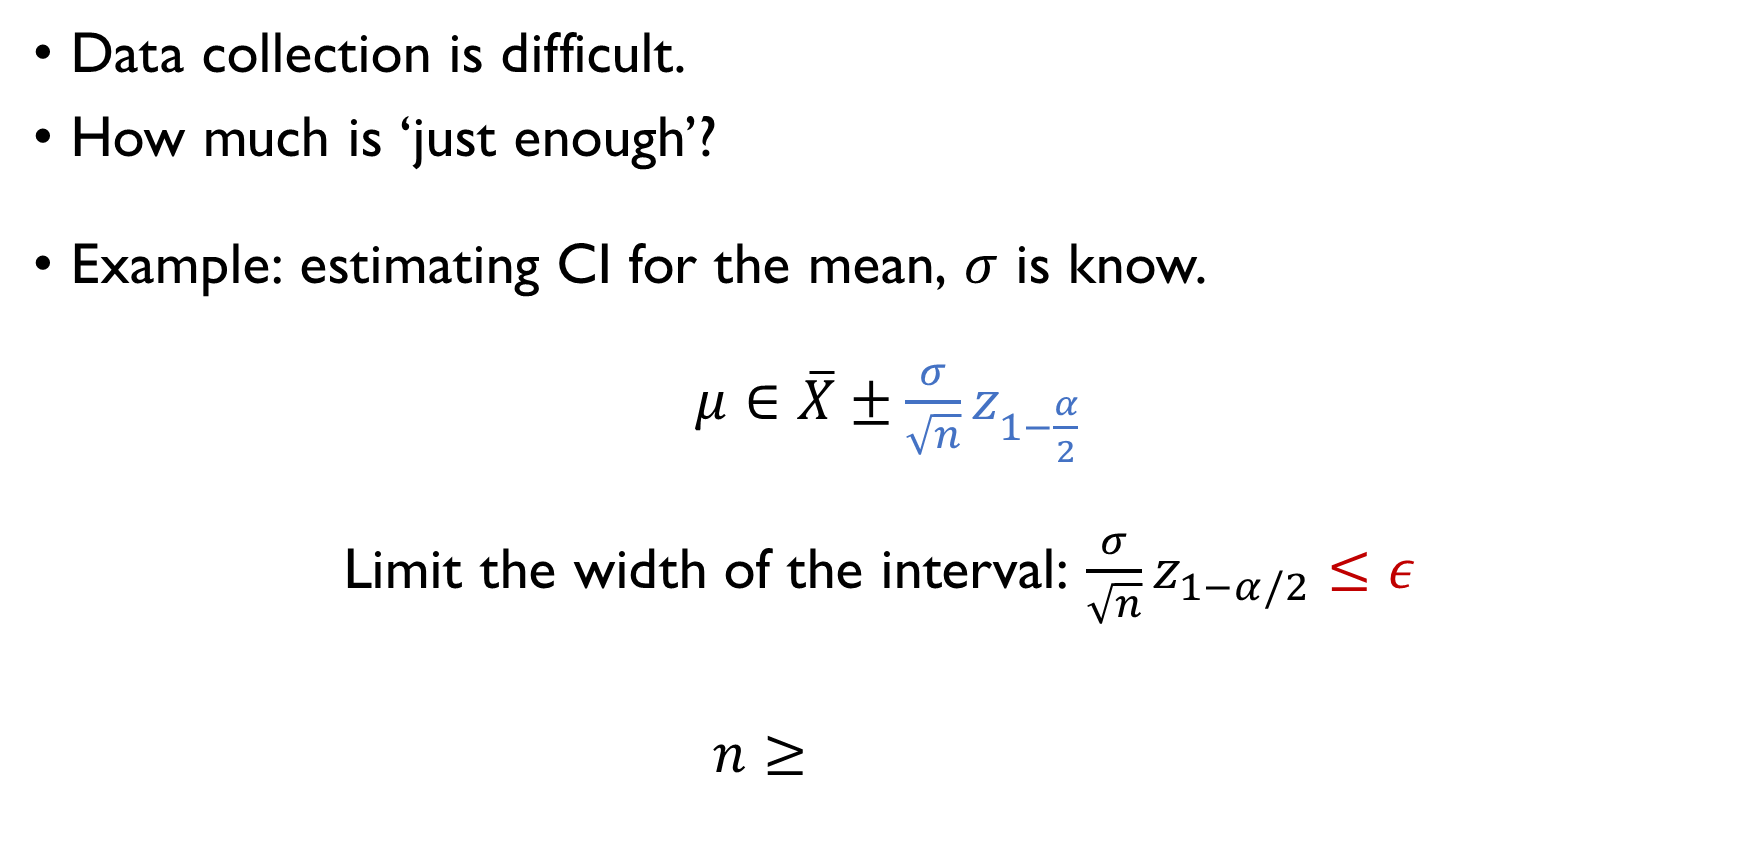 • Data collection is difficult.
• How much is ‘just enough’?
• Example: estimating CI for the mean, σ is know.
μ ∈ X̄ ± σ/√n z_{1−α/2}
Limit the width of the interval: σ/√n z_{1−α/2} ≤ ϵ
n ≥